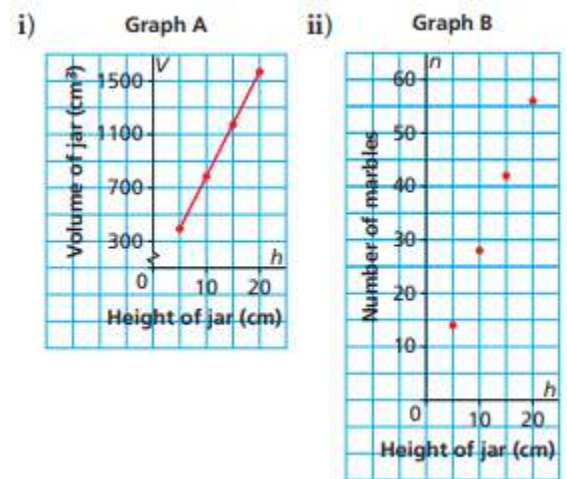 i)
Graph A
V
Volume of jar (cm³)
1500
1100
700
300
h
0
10
20
Height of jar (cm)
ii)
Graph B
n
Number of marbles
60
50
40
30
20
10
h
0
10
20
Height of jar (cm)